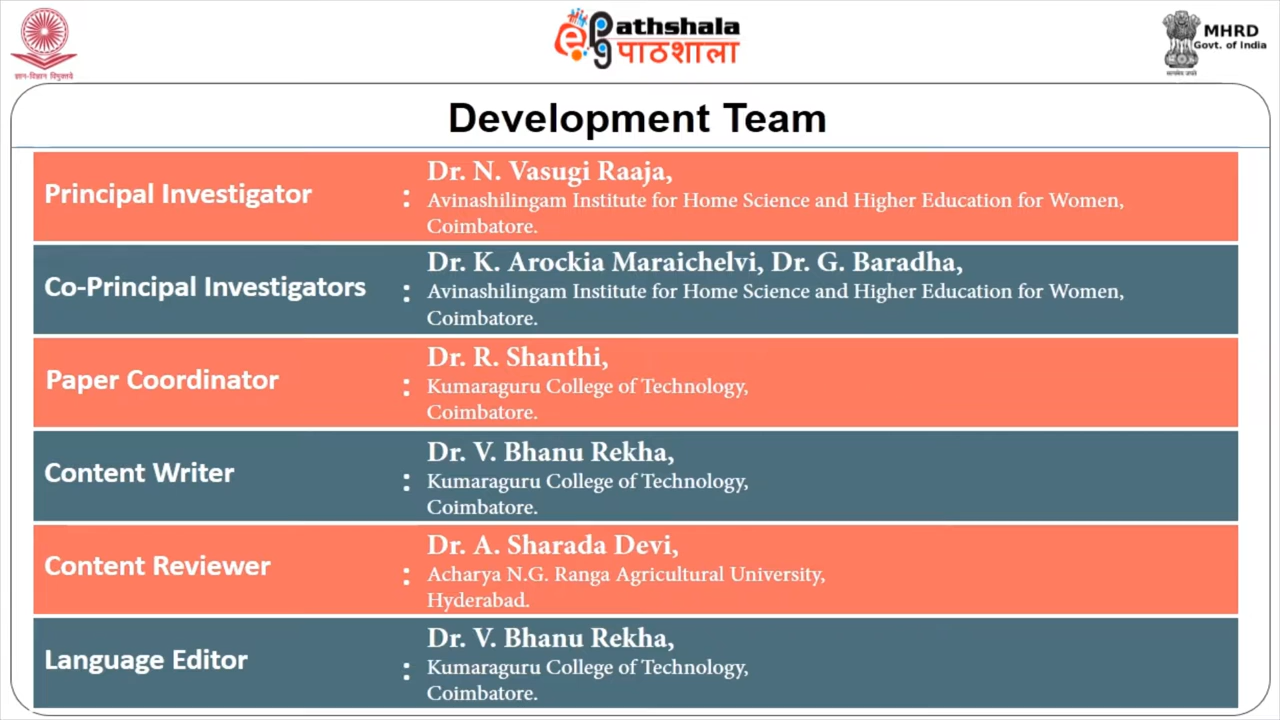 ज्ञान-विज्ञान विमुक्तये
ePathshala
पाठशाला
MHRD
Govt. of India
सत्यमेव जयते
Development Team
Principal Investigator : Dr. N. Vasugi Raaja,
Avinashilingam Institute for Home Science and Higher Education for Women,
Coimbatore.
Co-Principal Investigators : Dr. K. Arockia Maraichelvi, Dr. G. Baradha,
Avinashilingam Institute for Home Science and Higher Education for Women,
Coimbatore.
Paper Coordinator : Dr. R. Shanthi,
Kumaraguru College of Technology,
Coimbatore.
Content Writer : Dr. V. Bhanu Rekha,
Kumaraguru College of Technology,
Coimbatore.
Content Reviewer : Dr. A. Sharada Devi,
Acharya N.G. Ranga Agricultural University,
Hyderabad.
Language Editor : Dr. V. Bhanu Rekha,
Kumaraguru College of Technology,
Coimbatore.